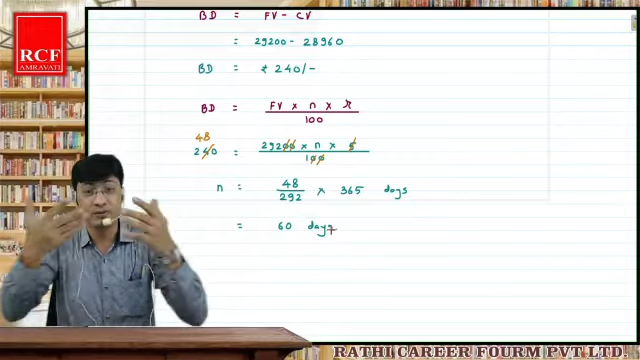 RCF
AMRAVATI
BD = FV - CV
= 29200 - 28960
BD = ₹ 240/-
BD = FV × n × r / 100
48
240 = 29200 × n × 5 / 100
n = 48 / 292 × 365 days
= 60 days
RATHI CAREER FOURM PVT LTD.